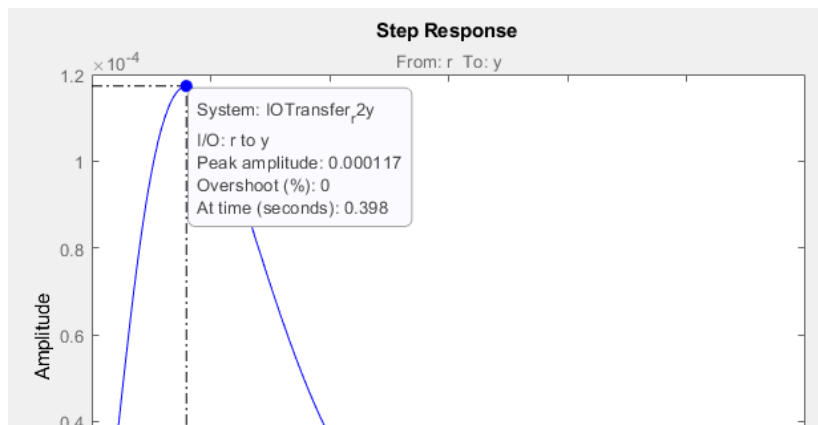 Step Response
From: r To: y
×10-4
1.2
System: IOTransferr2y
I/O: r to y
Peak amplitude: 0.000117
Overshoot (%): 0
At time (seconds): 0.398
1
0.8
0.6
0.4
Amplitude